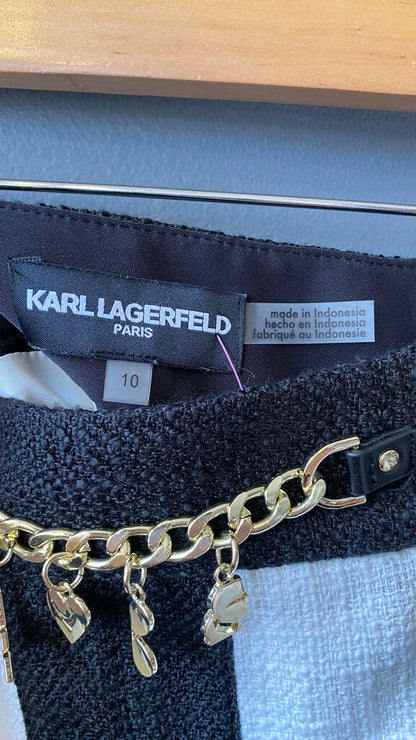 KARL LAGERFELD
PARIS
made in Indonesia
hecho en Indonesia
fabriqué au Indonesie
10